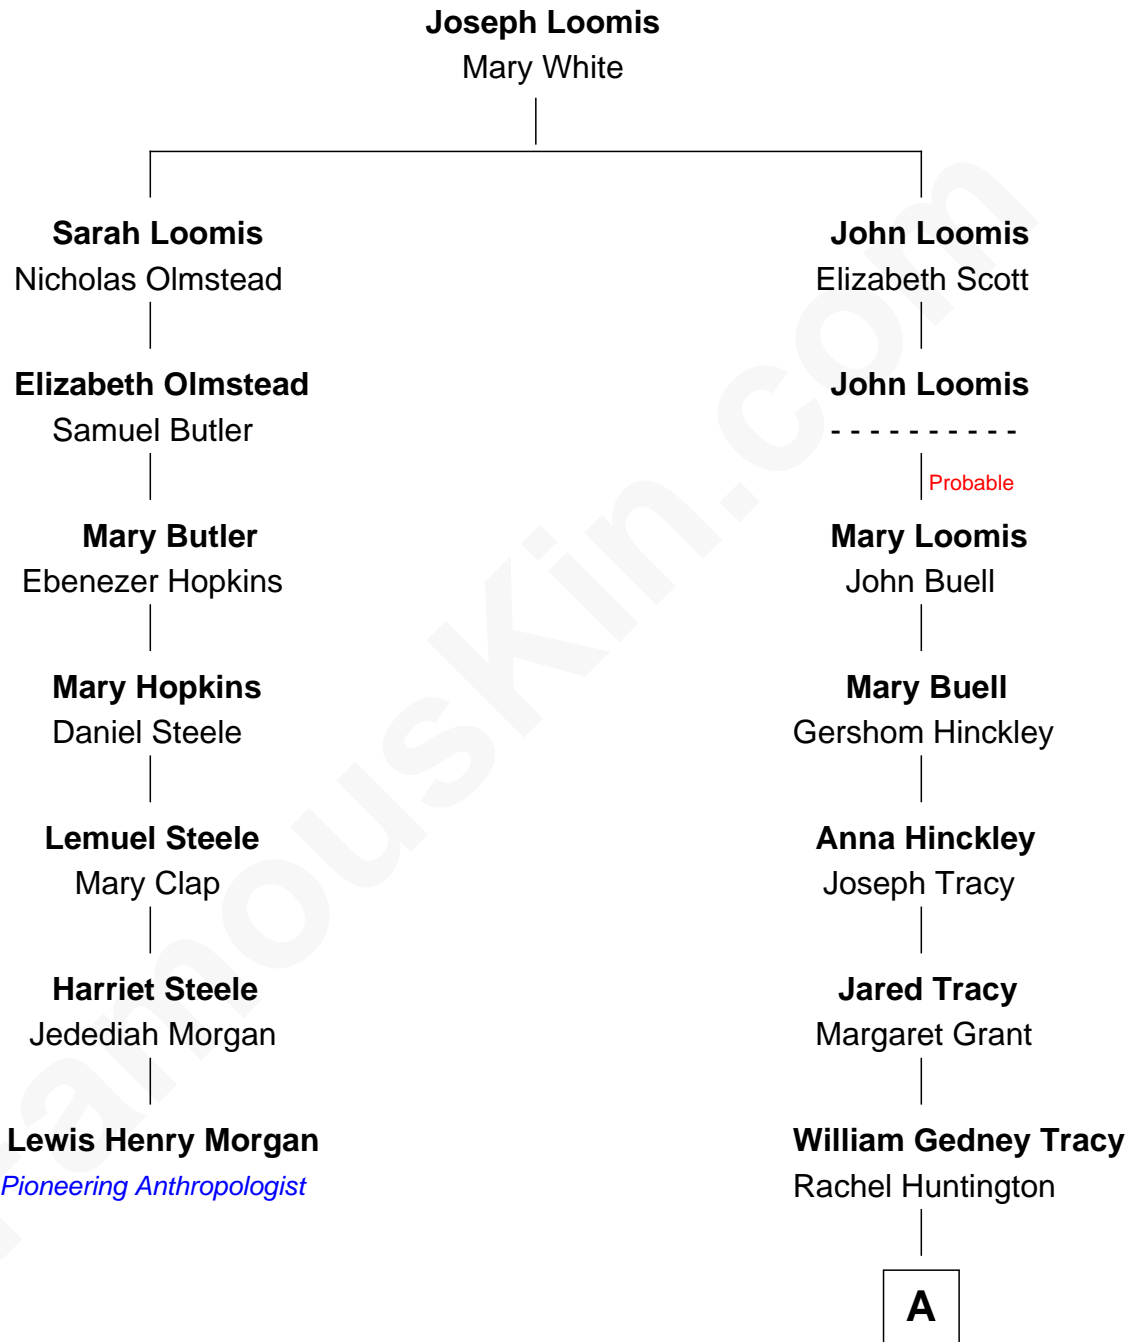 Joseph Loomis
Mary White
Sarah Loomis
Nicholas Olmstead
John Loomis
Elizabeth Scott
Elizabeth Olmstead
Samuel Butler
John Loomis
- - - - - - - - - -
Probable
Mary Butler
Ebenezer Hopkins
Mary Loomis
John Buell
Mary Hopkins
Daniel Steele
Mary Buell
Gershom Hinckley
Lemuel Steele
Mary Clap
Anna Hinckley
Joseph Tracy
Harriet Steele
Jedediah Morgan
Jared Tracy
Margaret Grant
Lewis Henry Morgan
Pioneering Anthropologist
William Gedney Tracy
Rachel Huntington
A
FamousKin.com